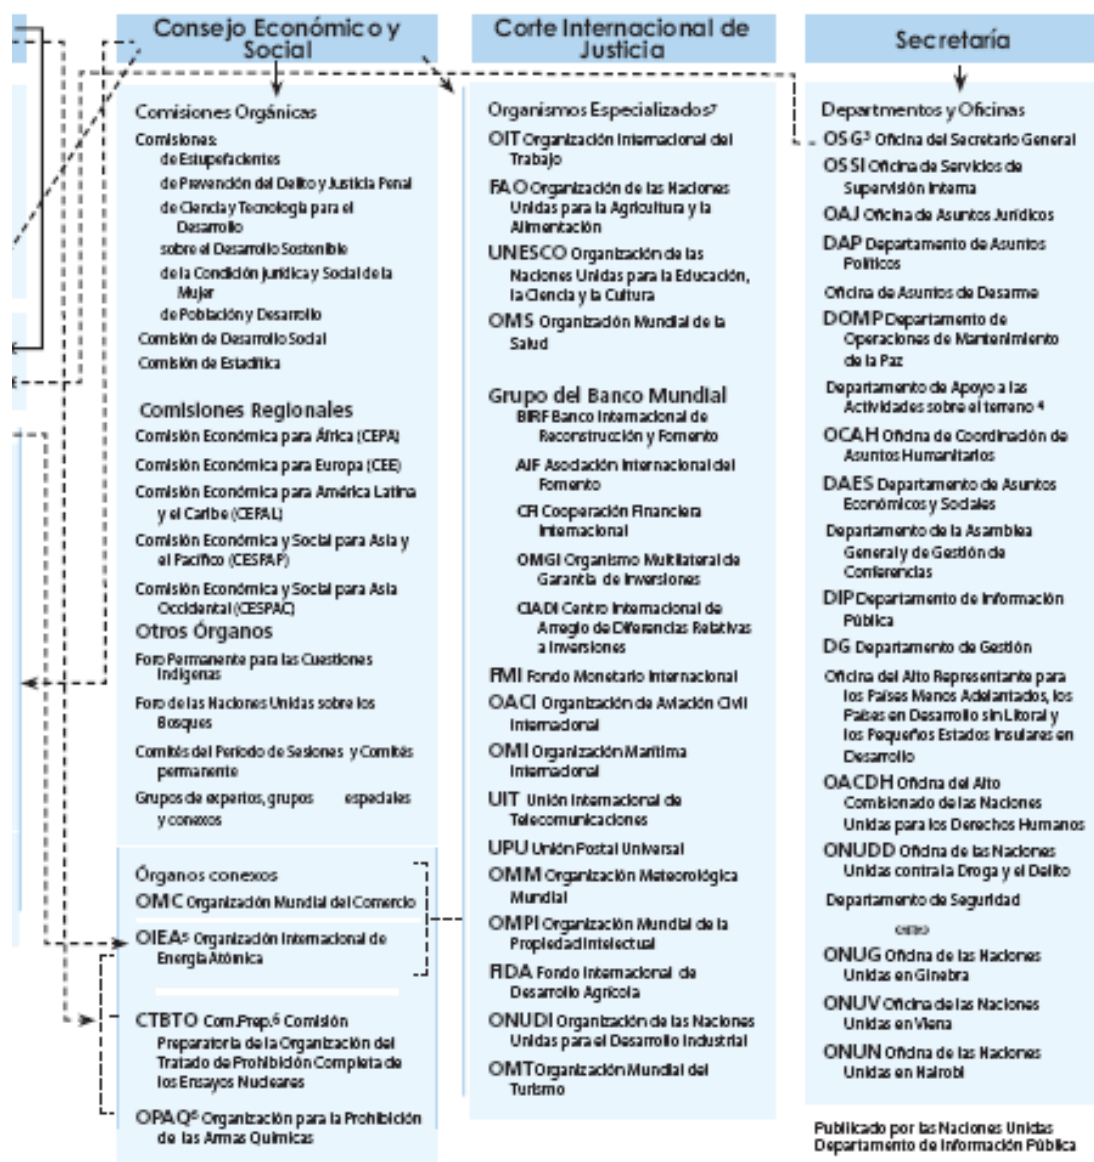 Consejo Económico y
Social
Comisiones Orgánicas
Comisiones:
de Estupefacientes
de Prevención del Delito y Justicia Penal
de Ciencia y Tecnología para el
Desarrollo
sobre el Desarrollo Sostenible
de la Condición Jurídica y Social de la
Mujer
de Población y Desarrollo
Comisión de Desarrollo Social
Comisión de Estadítica
Comisiones Regionales
Comisión Económica para África (CEPA)
Comisión Económica para Europa (CEE)
Comisión Económica para América Latina
y el Caribe (CEPAL)
Comisión Económica y Social para Asia y
el Pacífico (CESPAP)
Comisión Económica y Social para Asia
Occidental (CESPAC)
Otros Órganos
Foro Permanente para las Cuestiones
Indígenas
Foro de las Naciones Unidas sobre los
Bosques
Comités del Período de Sesiones y Comités
permanente
Grupos de expertos, grupos especiales
y conexos
Órganos conexos
OMC Organización Mundial del Comercio
OIEA5 Organización Internacional de
Energía Atómica
CTBTO Com.Prep.6 Comisión
Preparatoria de la Organización del
Tratado de Prohibición Completa de
los Ensayos Nucleares
OPAQ6 Organización para la Prohibición
de las Armas Químicas
Corte Internacional de
Justicia
Organismos Especializados7
OIT Organización Internacional del
Trabajo
FAO Organización de las Naciones
Unidas para la Agricultura y la
Alimentación
UNESCO Organización de las
Naciones Unidas para la Educación,
la Ciencia y la Cultura
OMS Organización Mundial de la
Salud
Grupo del Banco Mundial
BIRF Banco Internacional de
Reconstrucción y Fomento
AIF Asociación Internacional del
Fomento
CFI Cooperación Financiera
Internacional
OMGI Organismo Multilateral de
Garantía de Inversiones
CIADI Centro Internacional de
Arreglo de Diferencias Relativas
a Inversiones
FMI Fondo Monetario Internacional
OACI Organización de Aviación Civil
Internacional
OMI Organización Marítima
Internacional
UIT Unión Internacional de
Telecomunicaciones
UPU Unión Postal Universal
OMM Organización Meteorológica
Mundial
OMPI Organización Mundial de la
Propiedad Intelectual
FIDA Fondo Internacional de
Desarrollo Agrícola
ONUDI Organización de las Naciones
Unidas para el Desarrollo Industrial
OMT Organización Mundial del
Turismo
Secretaría
Departmentos y Oficinas
OSG3 Oficina del Secretario General
OSSI Oficina de Servicios de
Supervisión Interna
OAJ Oficina de Asuntos Jurídicos
DAP Departamento de Asuntos
Políticos
Oficina de Asuntos de Desarme
DOMP Departamento de
Operaciones de Mantenimiento
de la Paz
Departamento de Apoyo a las
Actividades sobre el terreno 4
OCAH Oficina de Coordinación de
Asuntos Humanitarios
DAES Departamento de Asuntos
Económicos y Sociales
Departamento de la Asamblea
General y de Gestión de
Conferencias
DIP Departamento de Información
Pública
DG Departamento de Gestión
Oficina del Alto Representante para
los Países Menos Adelantados, los
Países en Desarrollo sin Litoral y
los Pequeños Estados Insulares en
Desarrollo
OACDH Oficina del Alto
Comisionado de las Naciones
Unidas para los Derechos Humanos
ONUDD Oficina de las Naciones
Unidas contra la Droga y el Delito
Departamento de Seguridad
ONUG Oficina de las Naciones
Unidas en Ginebra
ONUV Oficina de las Naciones
Unidas en Viena
ONUN Oficina de las Naciones
Unidas en Nairobi
Publicado por las Naciones Unidas
Departamento de Información Pública